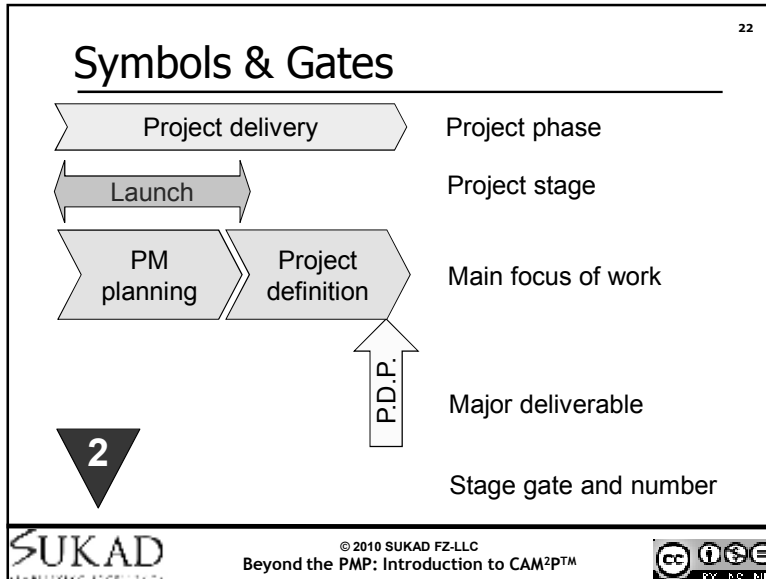 22
Symbols & Gates
Project delivery
Project phase
Launch
Project stage
PM
planning
Project
definition
Main focus of work
P.D.P.
Major deliverable
2
Stage gate and number
SUKAD
© 2010 SUKAD FZ-LLC
Beyond the PMP: Introduction to CAM²P™
cc